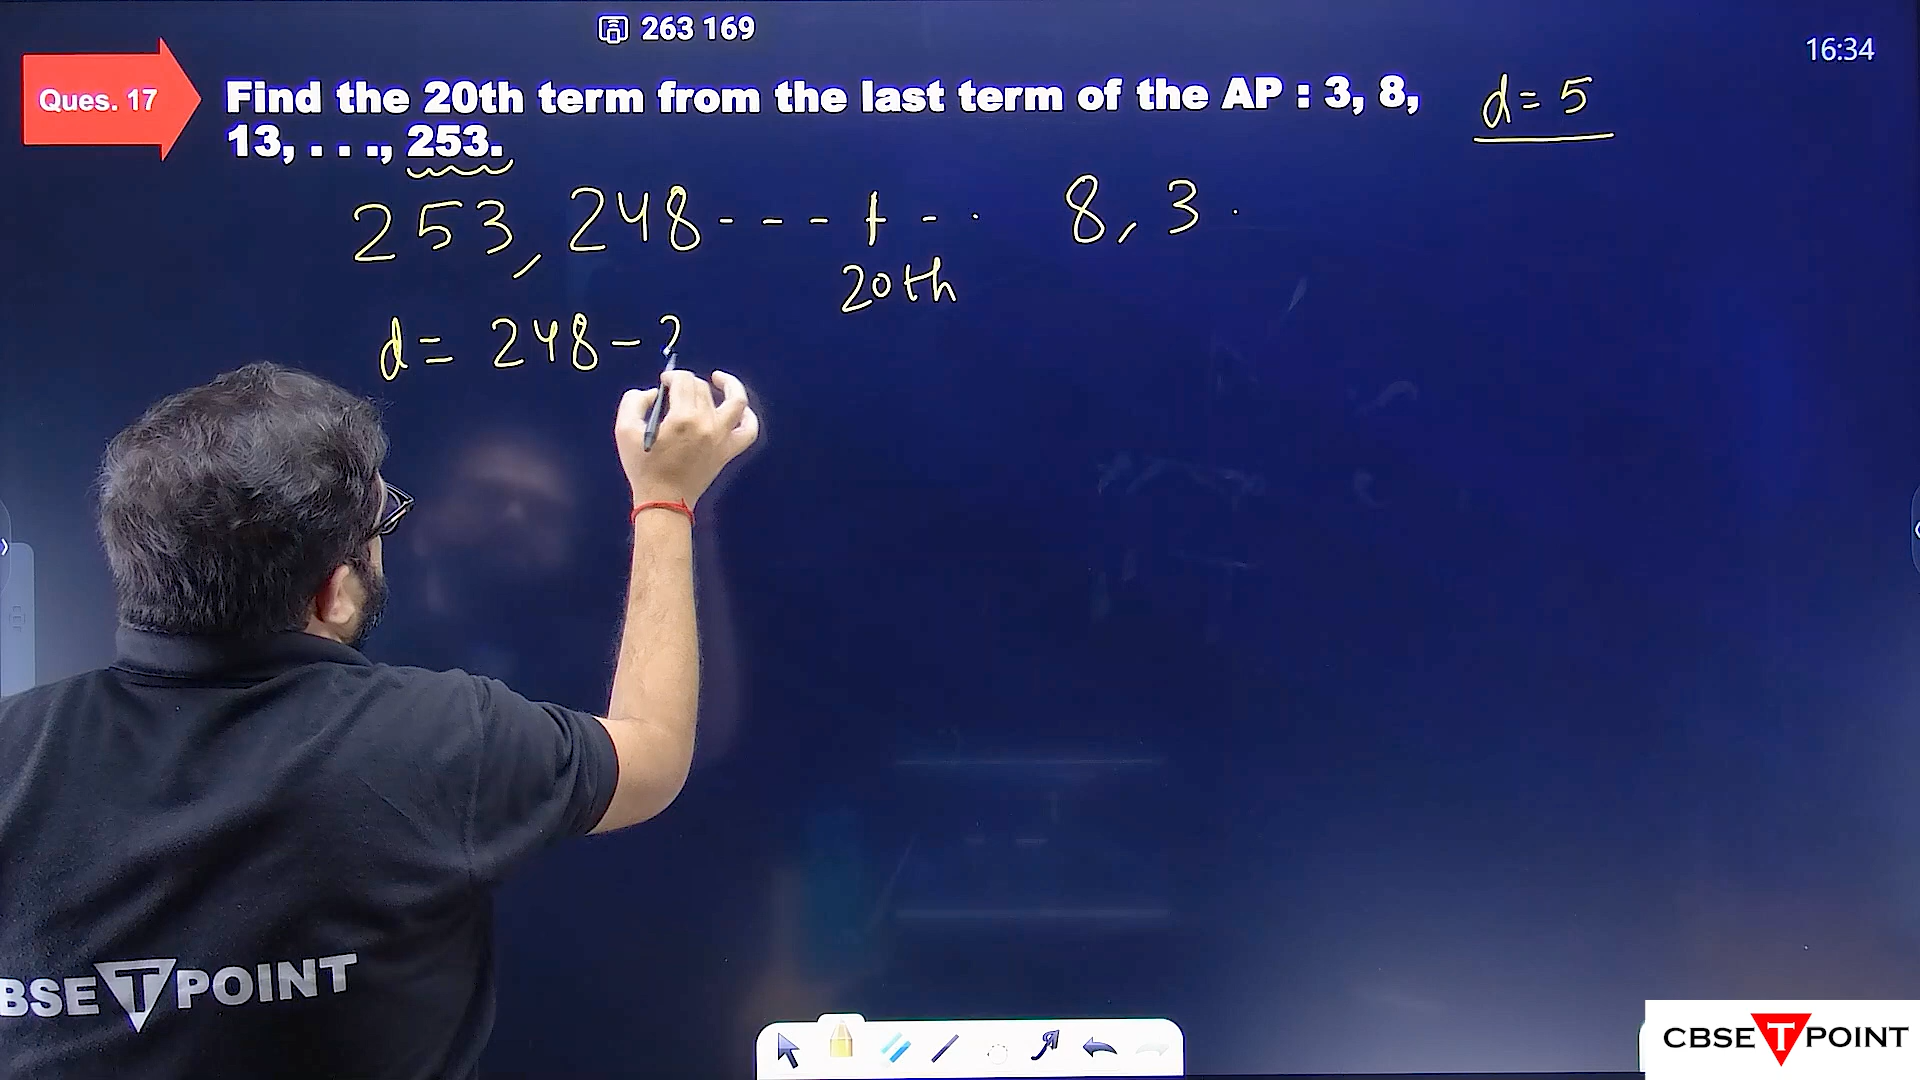 263 169
16:34
Ques. 17
Find the 20th term from the last term of the AP : 3, 8,
13, . . ., 253.
d = 5
253, 248 - - - + - . 8, 3 .
20th
d = 248 - 2
BSE T POINT
CBSE T POINT